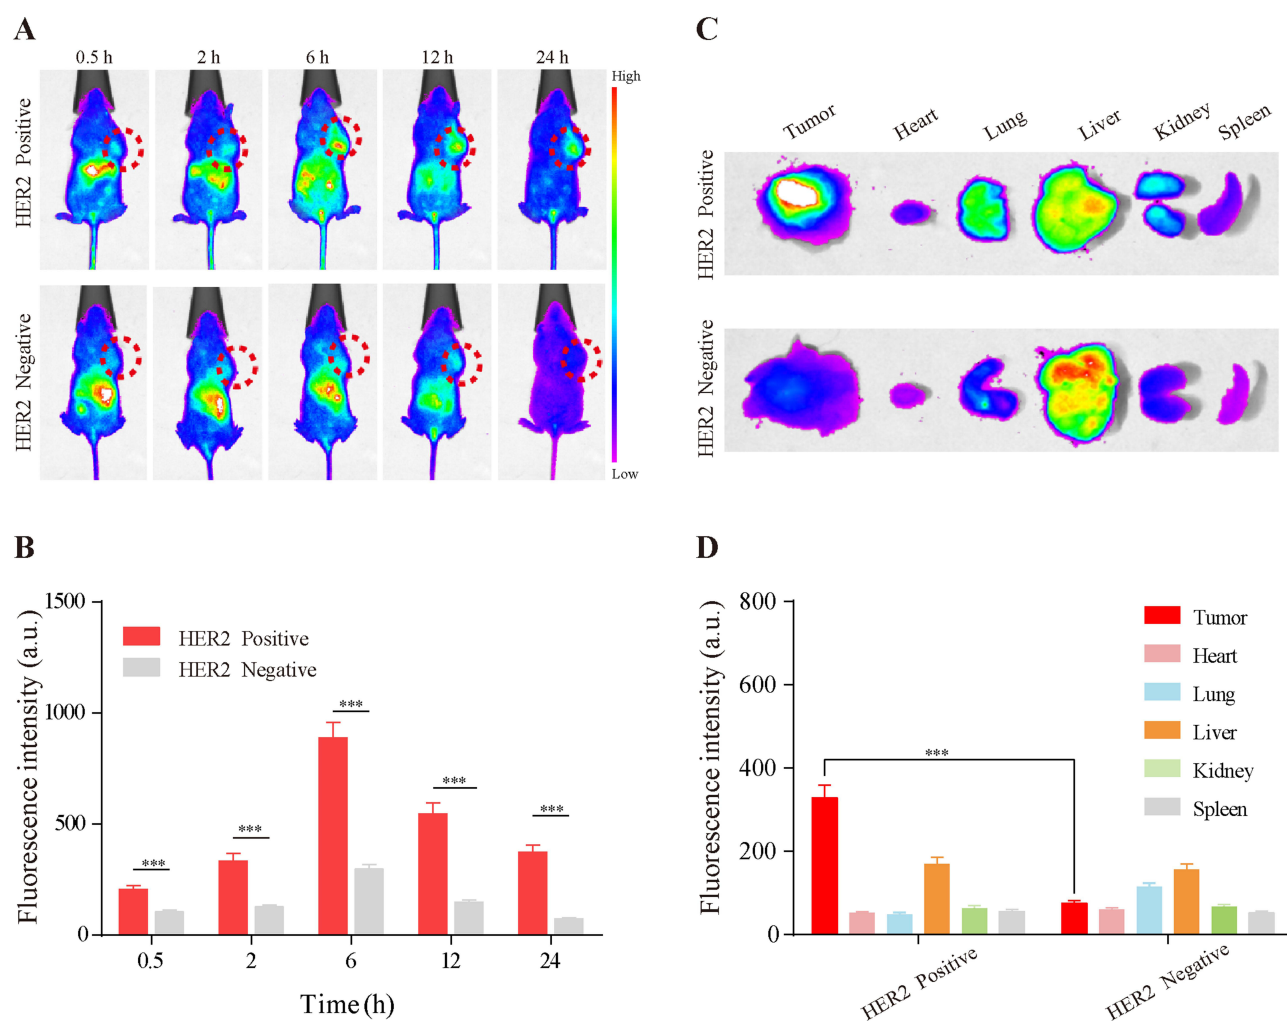 A
0.5 h 2 h 6 h 12 h 24 h
HER2 Positive
HER2 Negative
High
Low
C
Tumor Heart Lung Liver Kidney Spleen
HER2 Positive
HER2 Negative
B
Fluorescence intensity (a.u.)
1500
1000
500
0
HER2 Positive
HER2 Negative
***
***
***
***
***
0.5 2 6 12 24
Time (h)
D
Fluorescence intensity (a.u.)
800
600
400
200
0
***
Tumor
Heart
Lung
Liver
Kidney
Spleen
HER2 Positive
HER2 Negative